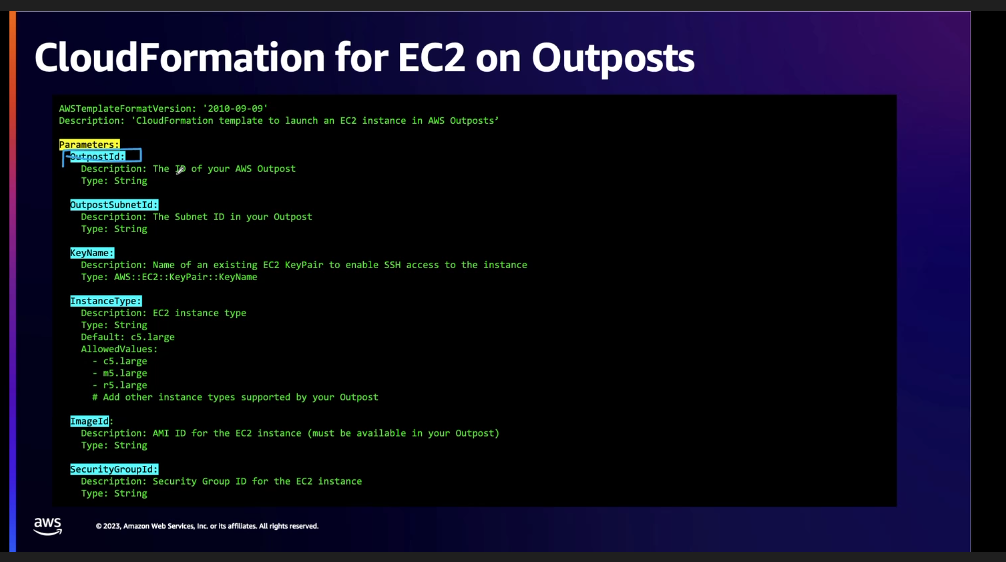 CloudFormation for EC2 on Outposts
AWSTemplateFormatVersion: '2010-09-09'
Description: 'CloudFormation template to launch an EC2 instance in AWS Outposts’
Parameters:
OutpostId:
Description: The ID of your AWS Outpost
Type: String
OutpostSubnetId:
Description: The Subnet ID in your Outpost
Type: String
KeyName:
Description: Name of an existing EC2 KeyPair to enable SSH access to the instance
Type: AWS::EC2::KeyPair::KeyName
InstanceType:
Description: EC2 instance type
Type: String
Default: c5.large
AllowedValues:
- c5.large
- m5.large
- r5.large
# Add other instance types supported by your Outpost
ImageId:
Description: AMI ID for the EC2 instance (must be available in your Outpost)
Type: String
SecurityGroupId:
Description: Security Group ID for the EC2 instance
Type: String
aws
© 2023, Amazon Web Services, Inc. or its affiliates. All rights reserved.